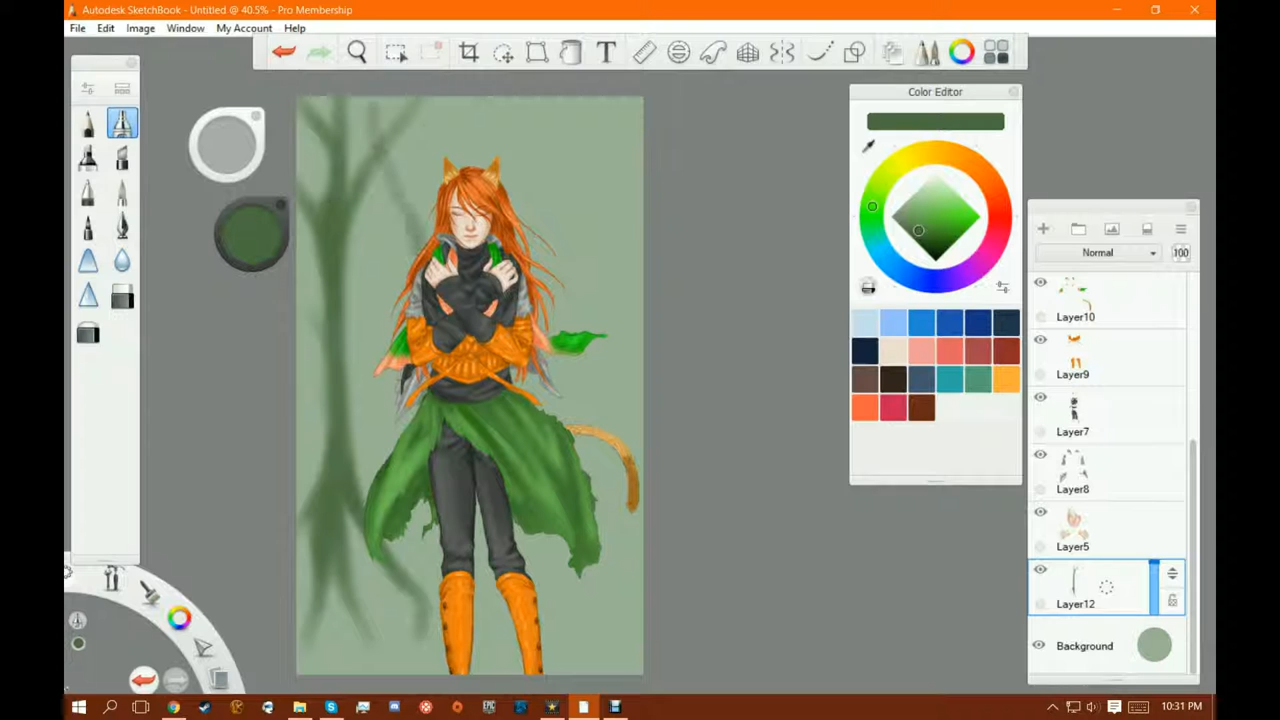 Autodesk SketchBook - Untitled @ 40.5% - Pro Membership
File Edit Image Window My Account Help
T
Color Editor
Normal 100
Layer10
Layer9
Layer7
Layer8
Layer5
Layer12
Background
10:31 PM